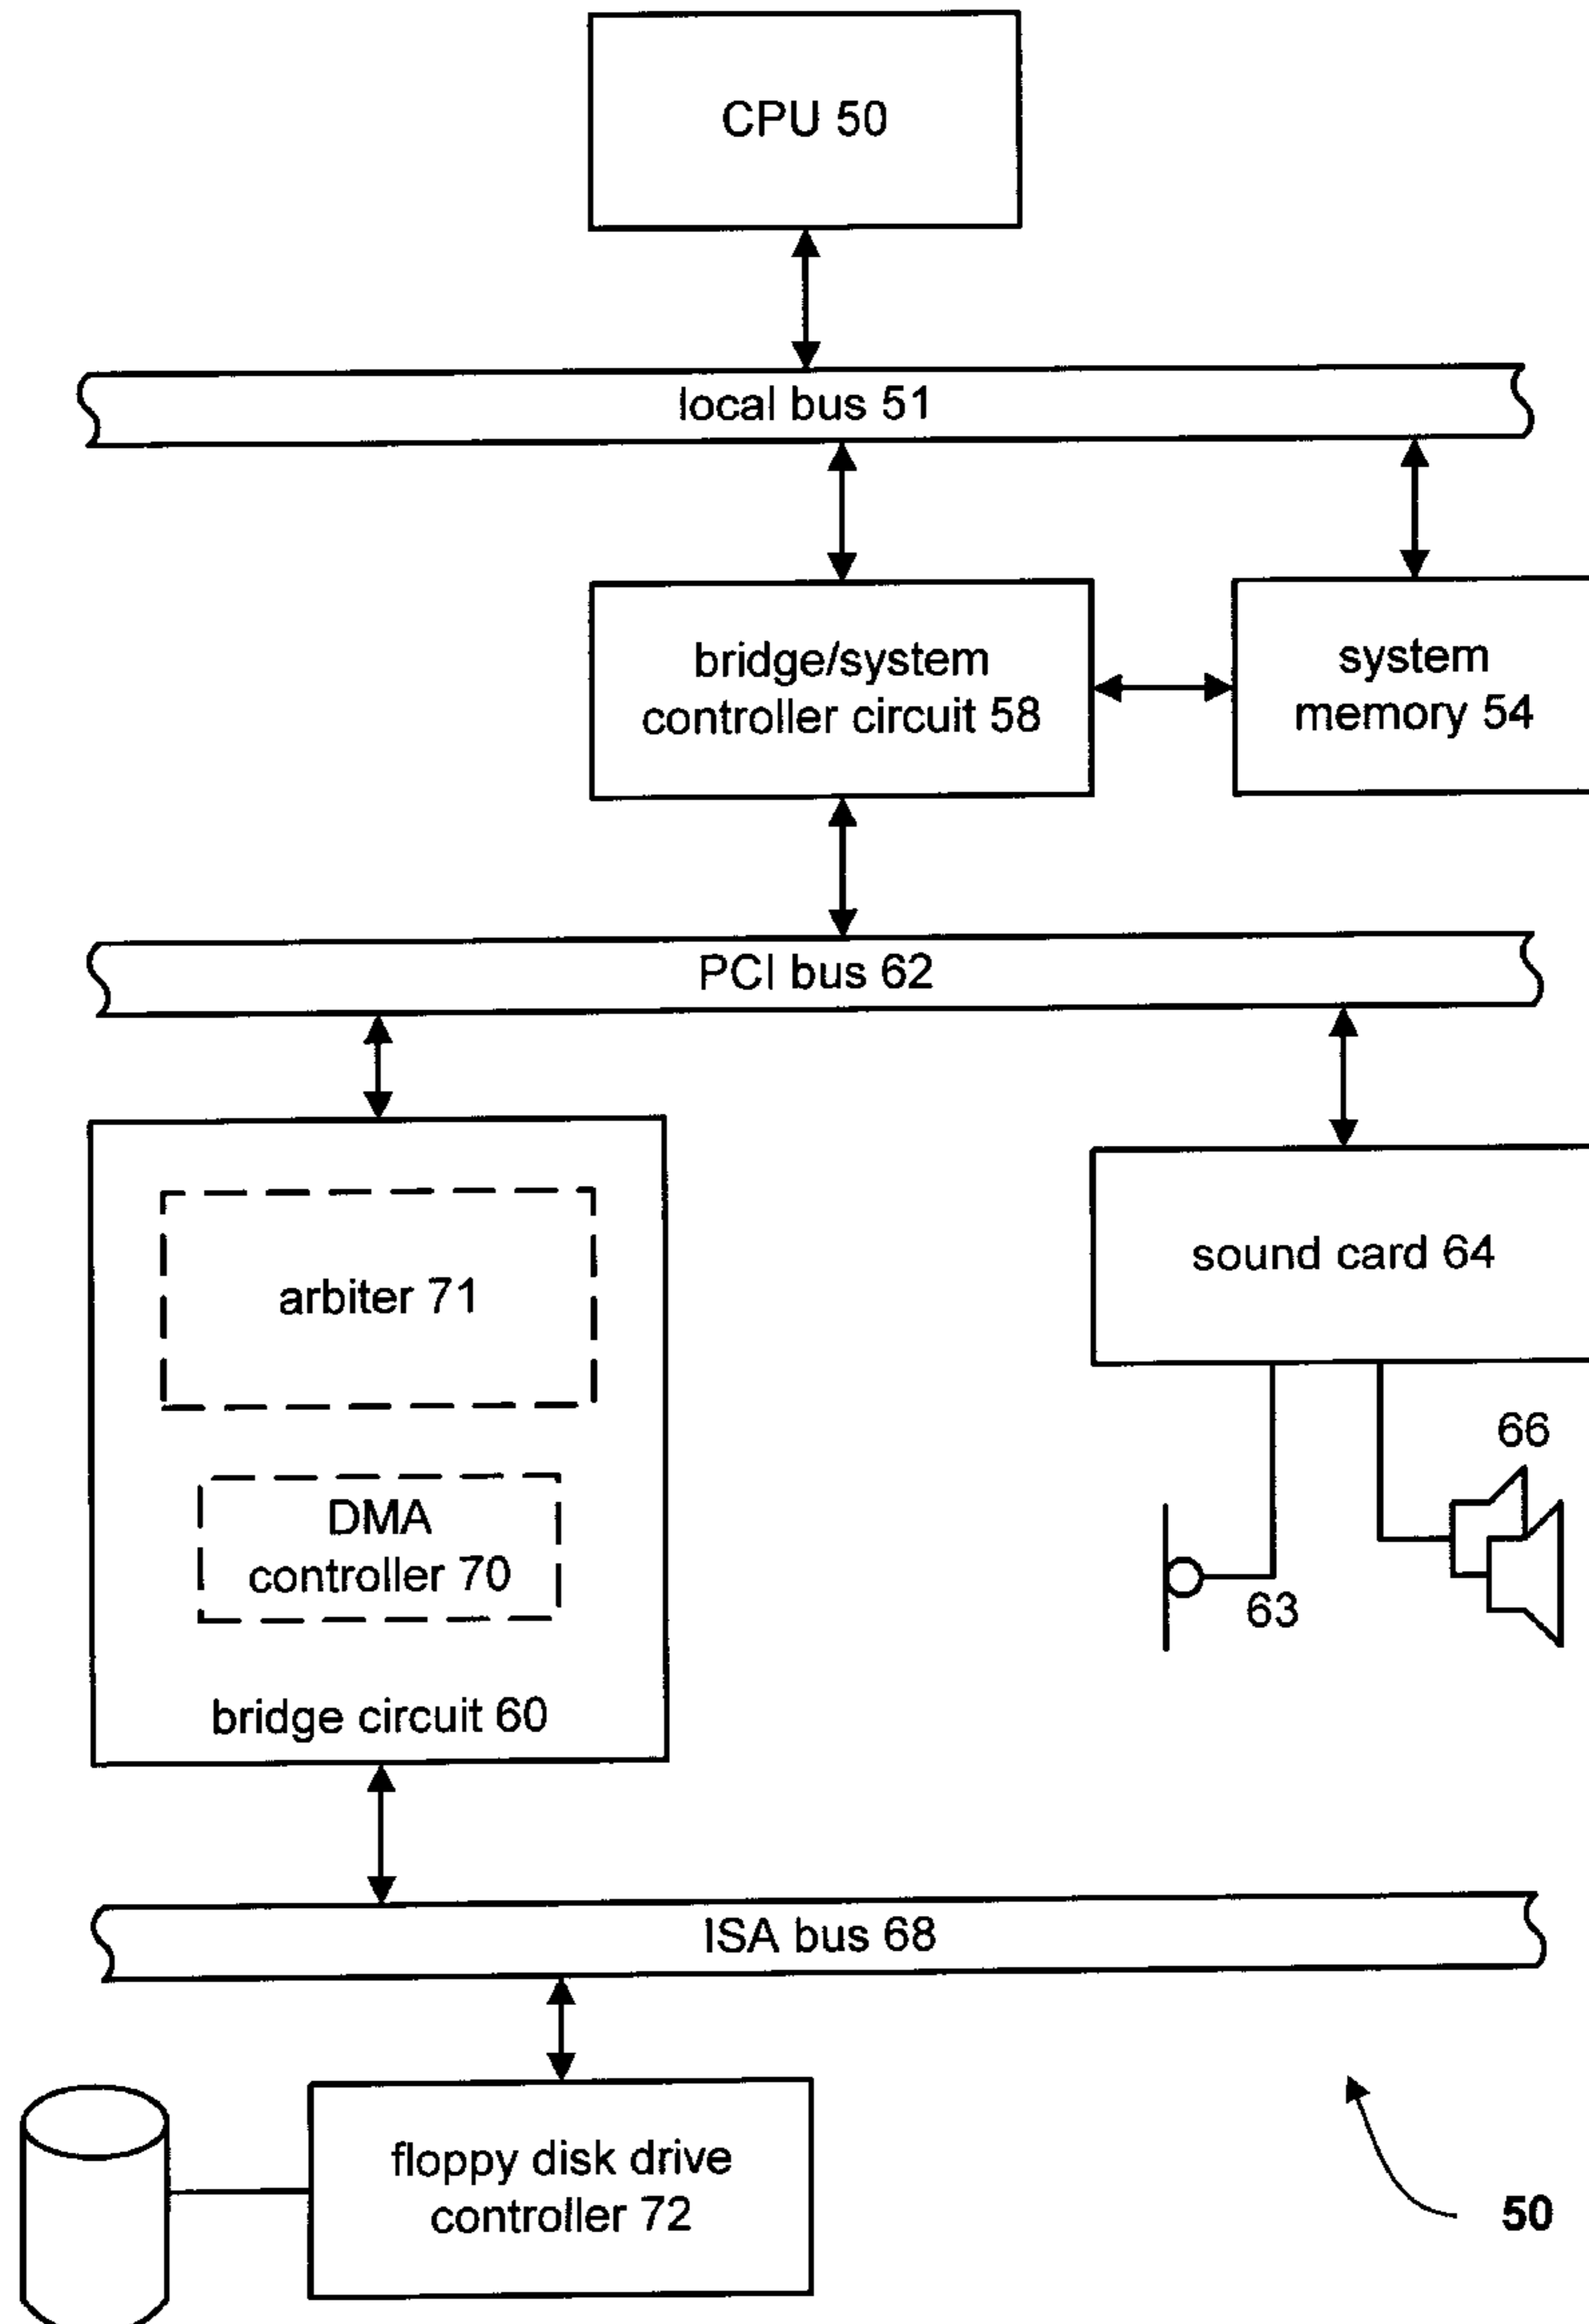 CPU 50
local bus 51
bridge/system
controller circuit 58
system
memory 54
PCI bus 62
arbiter 71
sound card 64
66
DMA
controller 70
63
bridge circuit 60
ISA bus 68
floppy disk drive
controller 72
50